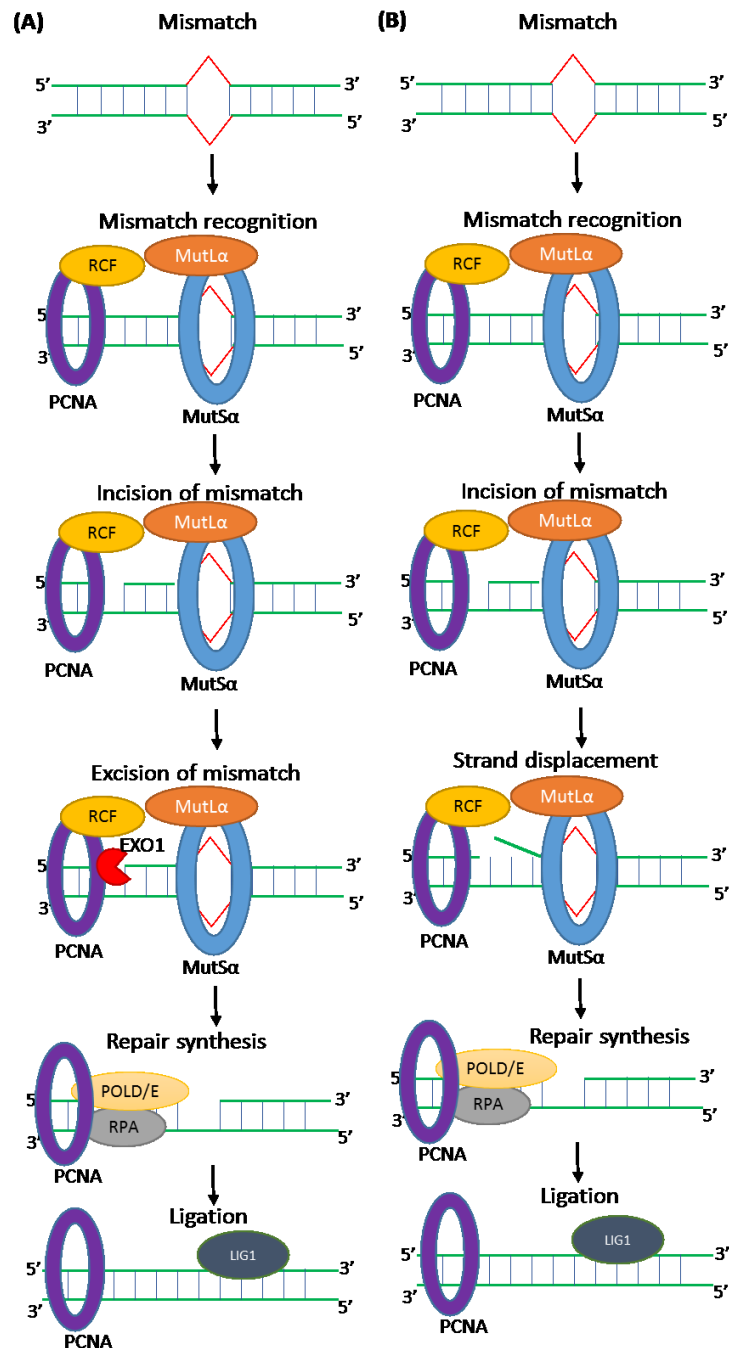 (A)
Mismatch
5’
3’
3’
5’
Mismatch recognition
RCF
MutLα
5
3’
3’
5’
PCNA
MutSα
Incision of mismatch
RCF
MutLα
5
3’
3’
5’
PCNA
MutSα
Excision of mismatch
RCF
MutLα
EXO1
5
3’
3’
5’
PCNA
MutSα
Repair synthesis
POLD/E
5
3’
RPA
3’
5’
PCNA
Ligation
LIG1
5’
3’
3’
5’
PCNA
(B)
Mismatch
5’
3’
3’
5’
Mismatch recognition
RCF
MutLα
5
3’
3’
5’
PCNA
MutSα
Incision of mismatch
RCF
MutLα
5
3’
3’
5’
PCNA
MutSα
Strand displacement
RCF
MutLα
5
3’
3’
5’
PCNA
MutSα
Repair synthesis
POLD/E
5
3’
RPA
3’
5’
PCNA
Ligation
LIG1
5’
3’
3’
5’
PCNA